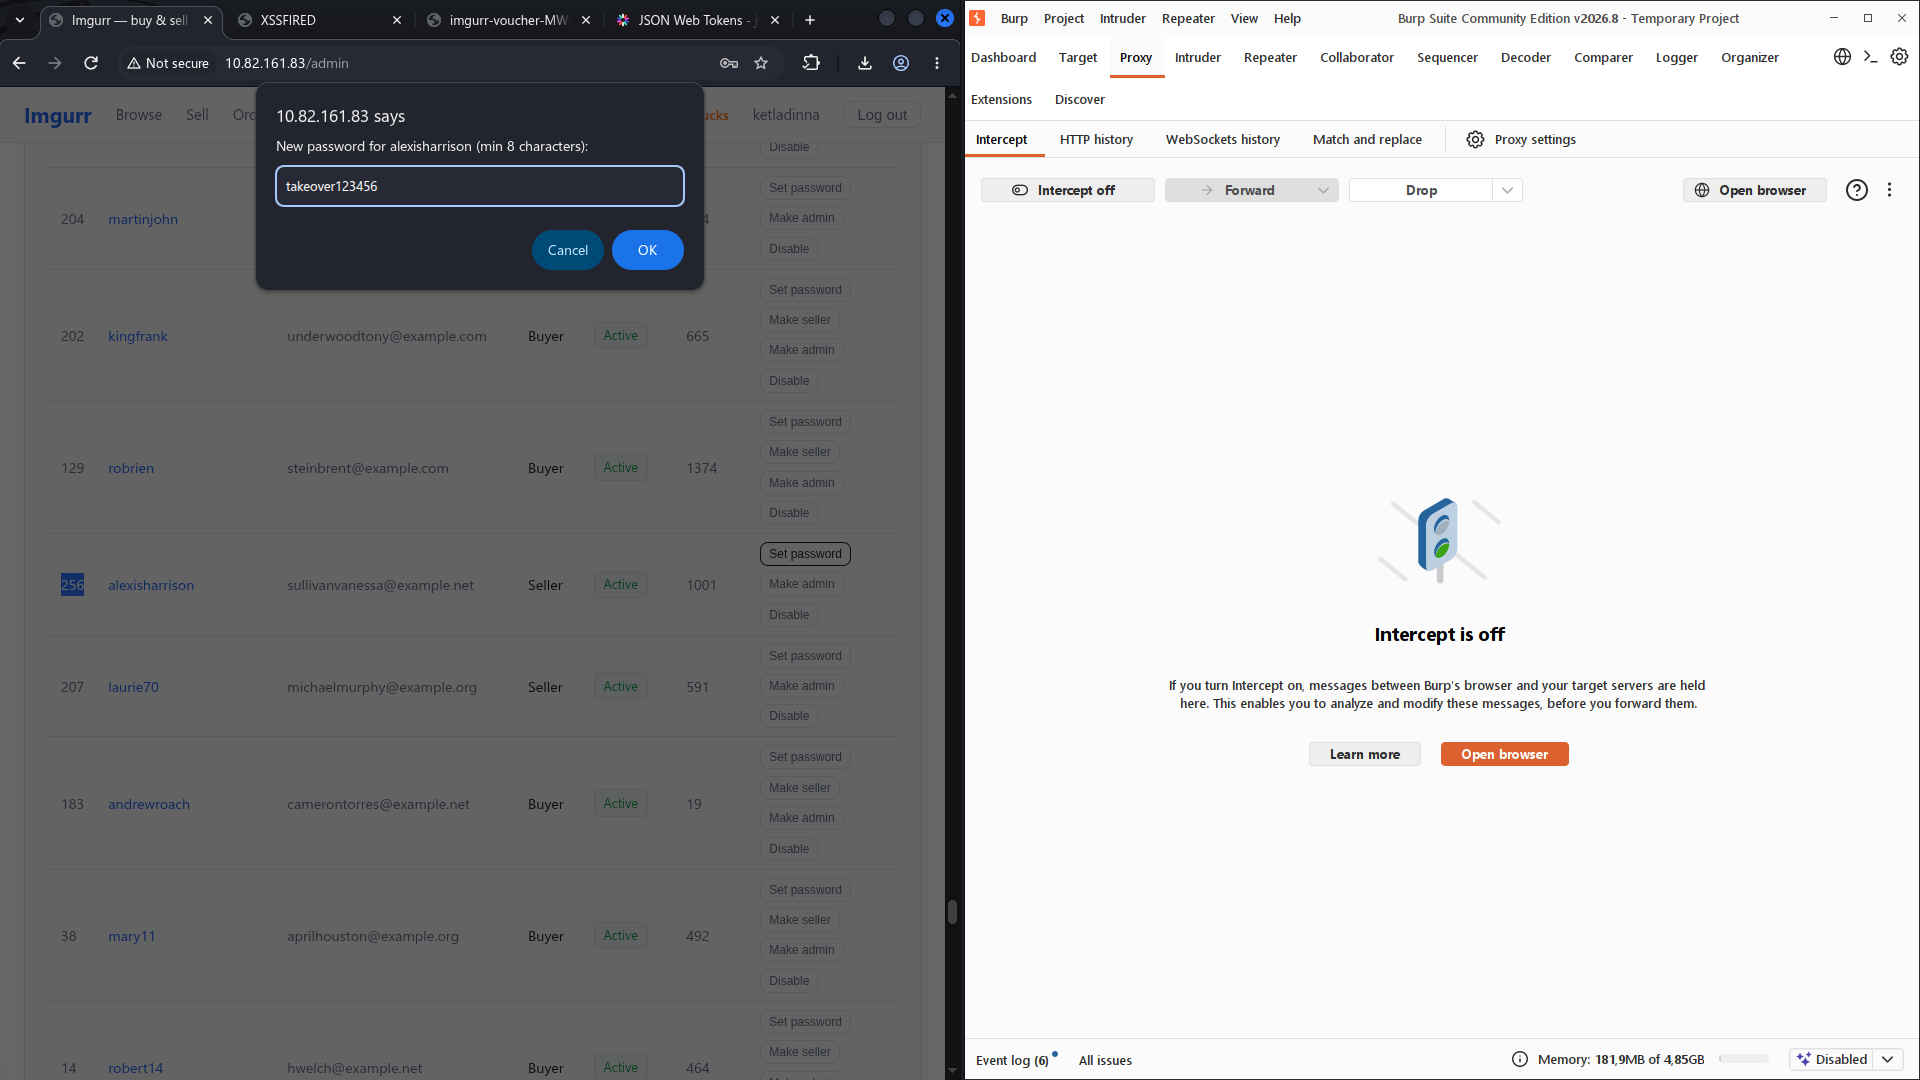 Imgurr — buy & sell
XSSFIRED
imgurr-voucher-MW
JSON Web Tokens - j
Not secure
10.82.161.83/admin
Imgurr
Browse
Sell
Orc
ucks
ketladinna
Log out
10.82.161.83 says
New password for alexisharrison (min 8 characters):
takeover123456
Cancel
OK
Disable
204 martinjohn 4
Set password
Make admin
Disable
202 kingfrank underwoodtony@example.com Buyer Active 665
Set password
Make seller
Make admin
Disable
129 robrien steinbrent@example.com Buyer Active 1374
Set password
Make seller
Make admin
Disable
256 alexisharrison sullivanvanessa@example.net Seller Active 1001
Set password
Make admin
Disable
207 laurie70 michaelmurphy@example.org Seller Active 591
Set password
Make admin
Disable
183 andrewroach camerontorres@example.net Buyer Active 19
Set password
Make seller
Make admin
Disable
38 mary11 aprilhouston@example.org Buyer Active 492
Set password
Make seller
Make admin
Disable
14 robert14 hwelch@example.net Buyer Active 464
Set password
Make seller
Make admin
Burp Project Intruder Repeater View Help
Burp Suite Community Edition v2026.8 - Temporary Project
Dashboard Target Proxy Intruder Repeater Collaborator Sequencer Decoder Comparer Logger Organizer
Extensions Discover
Intercept HTTP history WebSockets history Match and replace Proxy settings
Intercept off Forward Drop Open browser
Intercept is off
If you turn Intercept on, messages between Burp's browser and your target servers are held
here. This enables you to analyze and modify these messages, before you forward them.
Learn more Open browser
Event log (6) All issues
Memory: 181,9MB of 4,85GB
Disabled